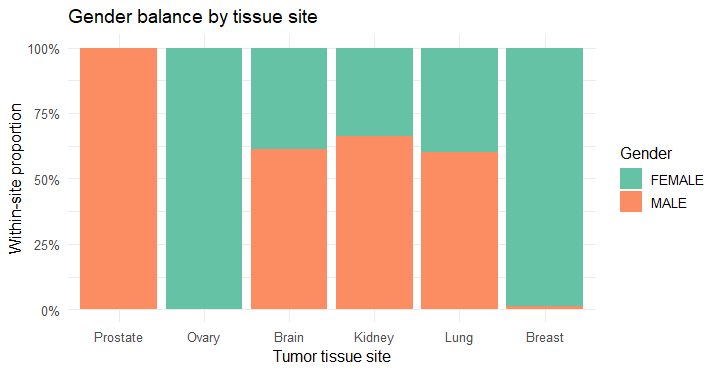 Gender balance by tissue site
Within-site proportion
100%
75%
50%
25%
0%
Prostate Ovary Brain Kidney Lung Breast
Tumor tissue site
Gender
FEMALE
MALE